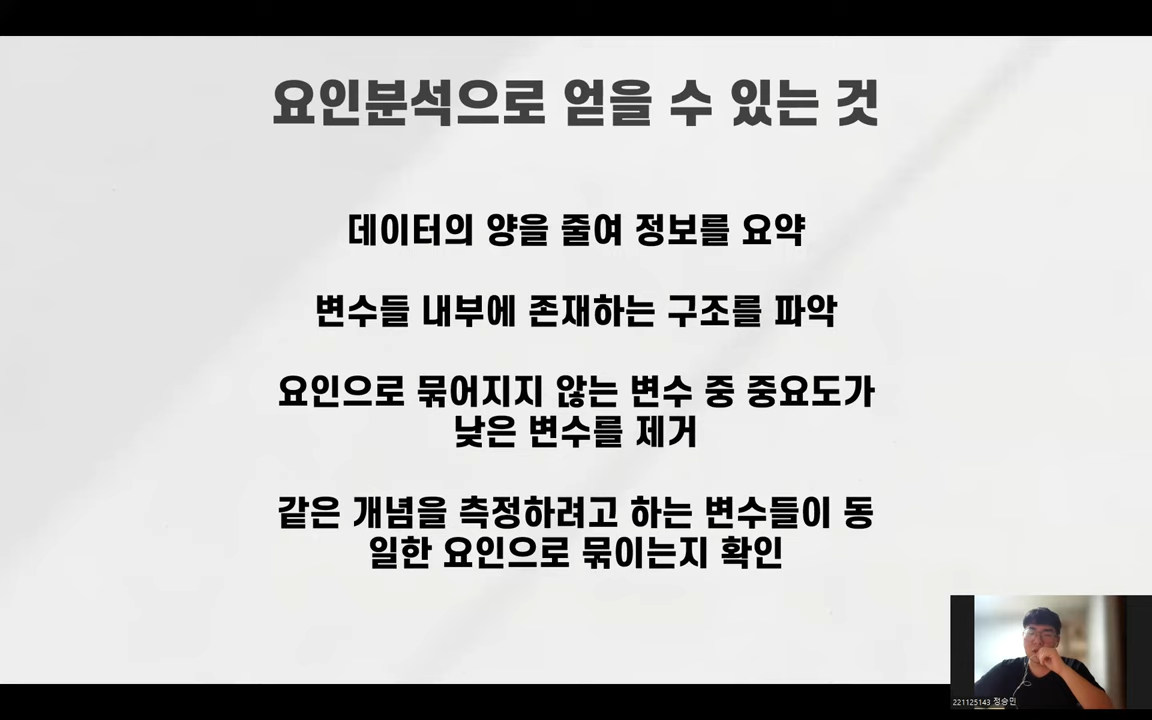 요인분석으로 얻을 수 있는 것
데이터의 양을 줄여 정보를 요약
변수들 내부에 존재하는 구조를 파악
요인으로 묶어지지 않는 변수 중 중요도가
낮은 변수를 제거
같은 개념을 측정하려고 하는 변수들이 동
일한 요인으로 묶이는지 확인
221125143 정승민